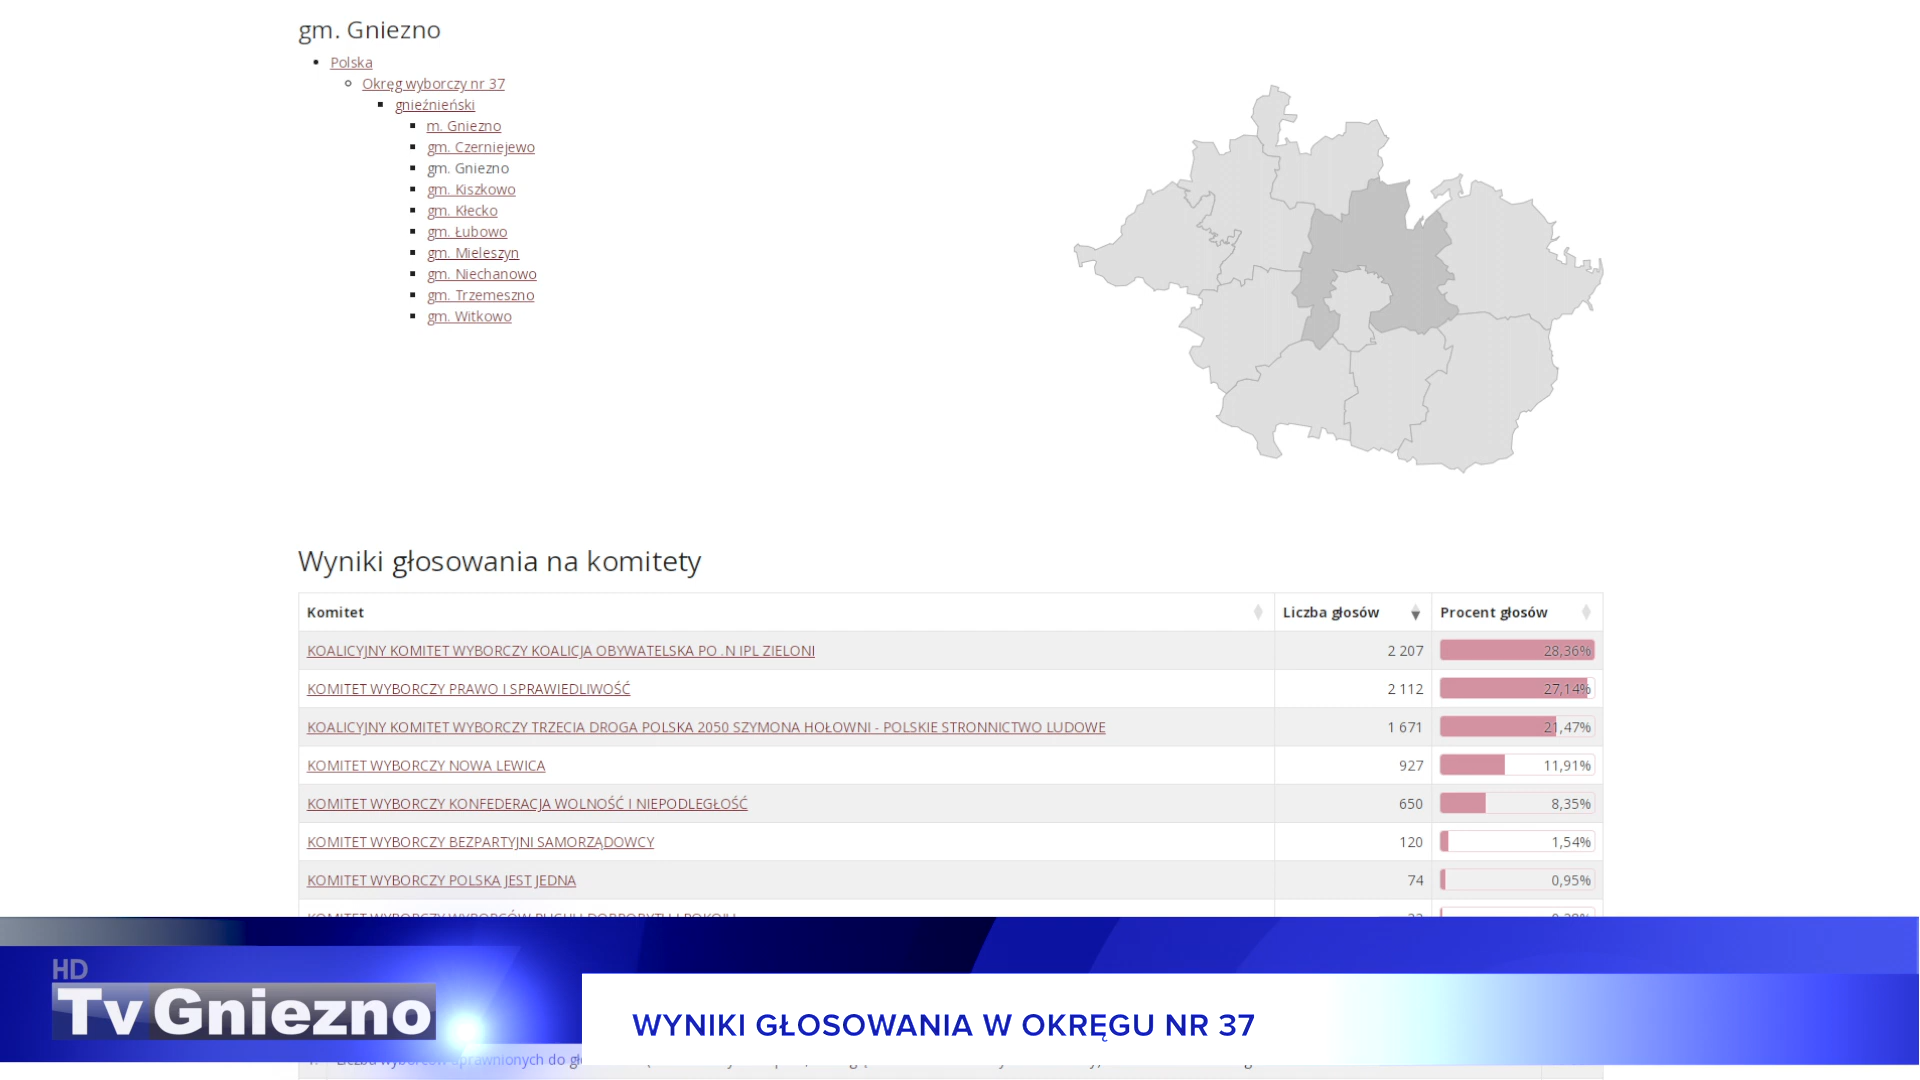 gm. Gniezno
Polska
Okręg wyborczy nr 37
gnieźnieński
m. Gniezno
gm. Czerniejewo
gm. Gniezno
gm. Kiszkowo
gm. Kłecko
gm. Łubowo
gm. Mieleszyn
gm. Niechanowo
gm. Trzemeszno
gm. Witkowo
Wyniki głosowania na komitety
Komitet Liczba głosów Procent głosów
KOALICYJNY KOMITET WYBORCZY KOALICJA OBYWATELSKA PO .N IPL ZIELONI 2 207 28,36%
KOMITET WYBORCZY PRAWO I SPRAWIEDLIWOŚĆ 2 112 27,14%
KOALICYJNY KOMITET WYBORCZY TRZECIA DROGA POLSKA 2050 SZYMONA HOŁOWNI - POLSKIE STRONNICTWO LUDOWE 1 671 21,47%
KOMITET WYBORCZY NOWA LEWICA 927 11,91%
KOMITET WYBORCZY KONFEDERACJA WOLNOŚĆ I NIEPODLEGŁOŚĆ 650 8,35%
KOMITET WYBORCZY BEZPARTYJNI SAMORZĄDOWCY 120 1,54%
KOMITET WYBORCZY POLSKA JEST JEDNA 74 0,95%
HD
Tv Gniezno
WYNIKI GŁOSOWANIA W OKRĘGU NR 37